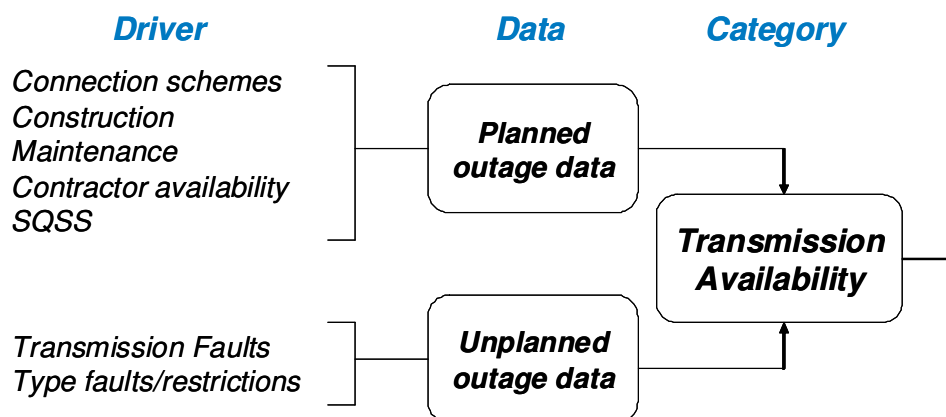 Driver Data Category
Connection schemes
Construction
Maintenance
Contractor availability
SQSS
Planned
outage data
Transmission
Availability
Transmission Faults
Type faults/restrictions
Unplanned
outage data